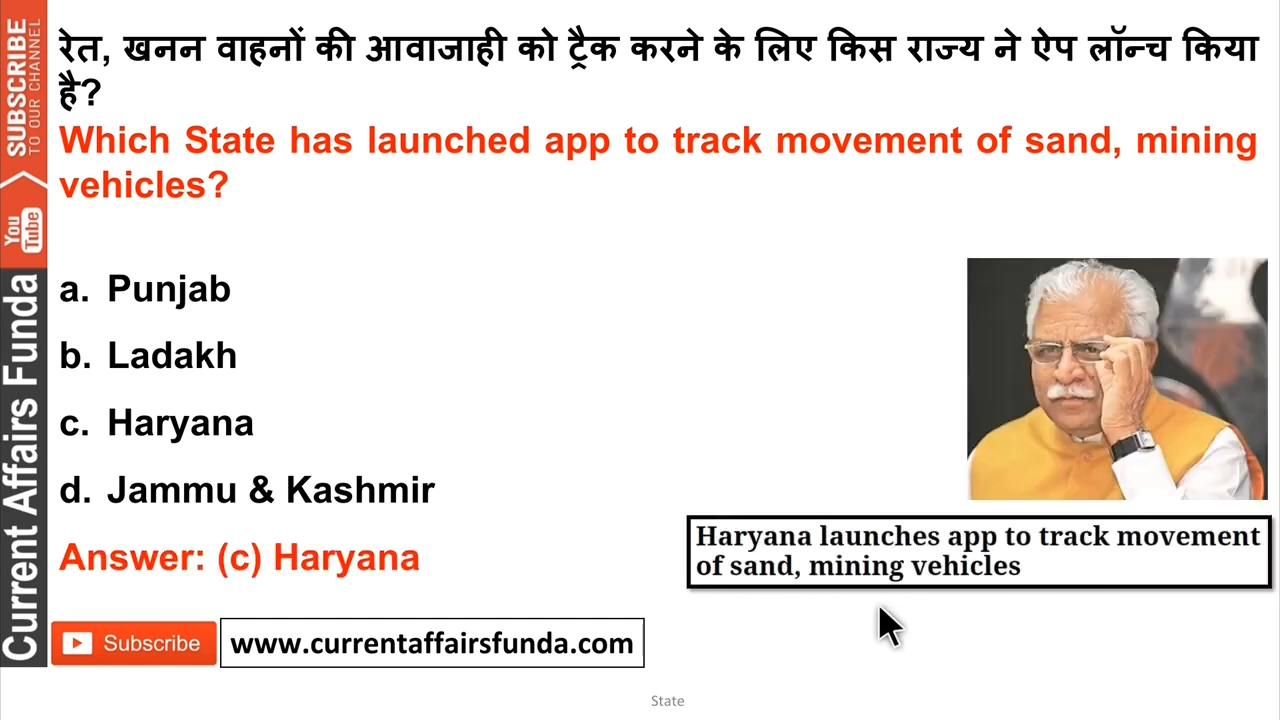 रेत, खनन वाहनों की आवाजाही को ट्रैक करने के लिए किस राज्य ने ऐप लॉन्च किया
है?
Which State has launched app to track movement of sand, mining
vehicles?
a. Punjab
b. Ladakh
c. Haryana
d. Jammu & Kashmir
Answer: (c) Haryana
Haryana launches app to track movement
of sand, mining vehicles
Subscribe
www.currentaffairsfunda.com
State
SUBSCRIBE
TO OUR CHANNEL
You
Tube
Current Affairs Funda